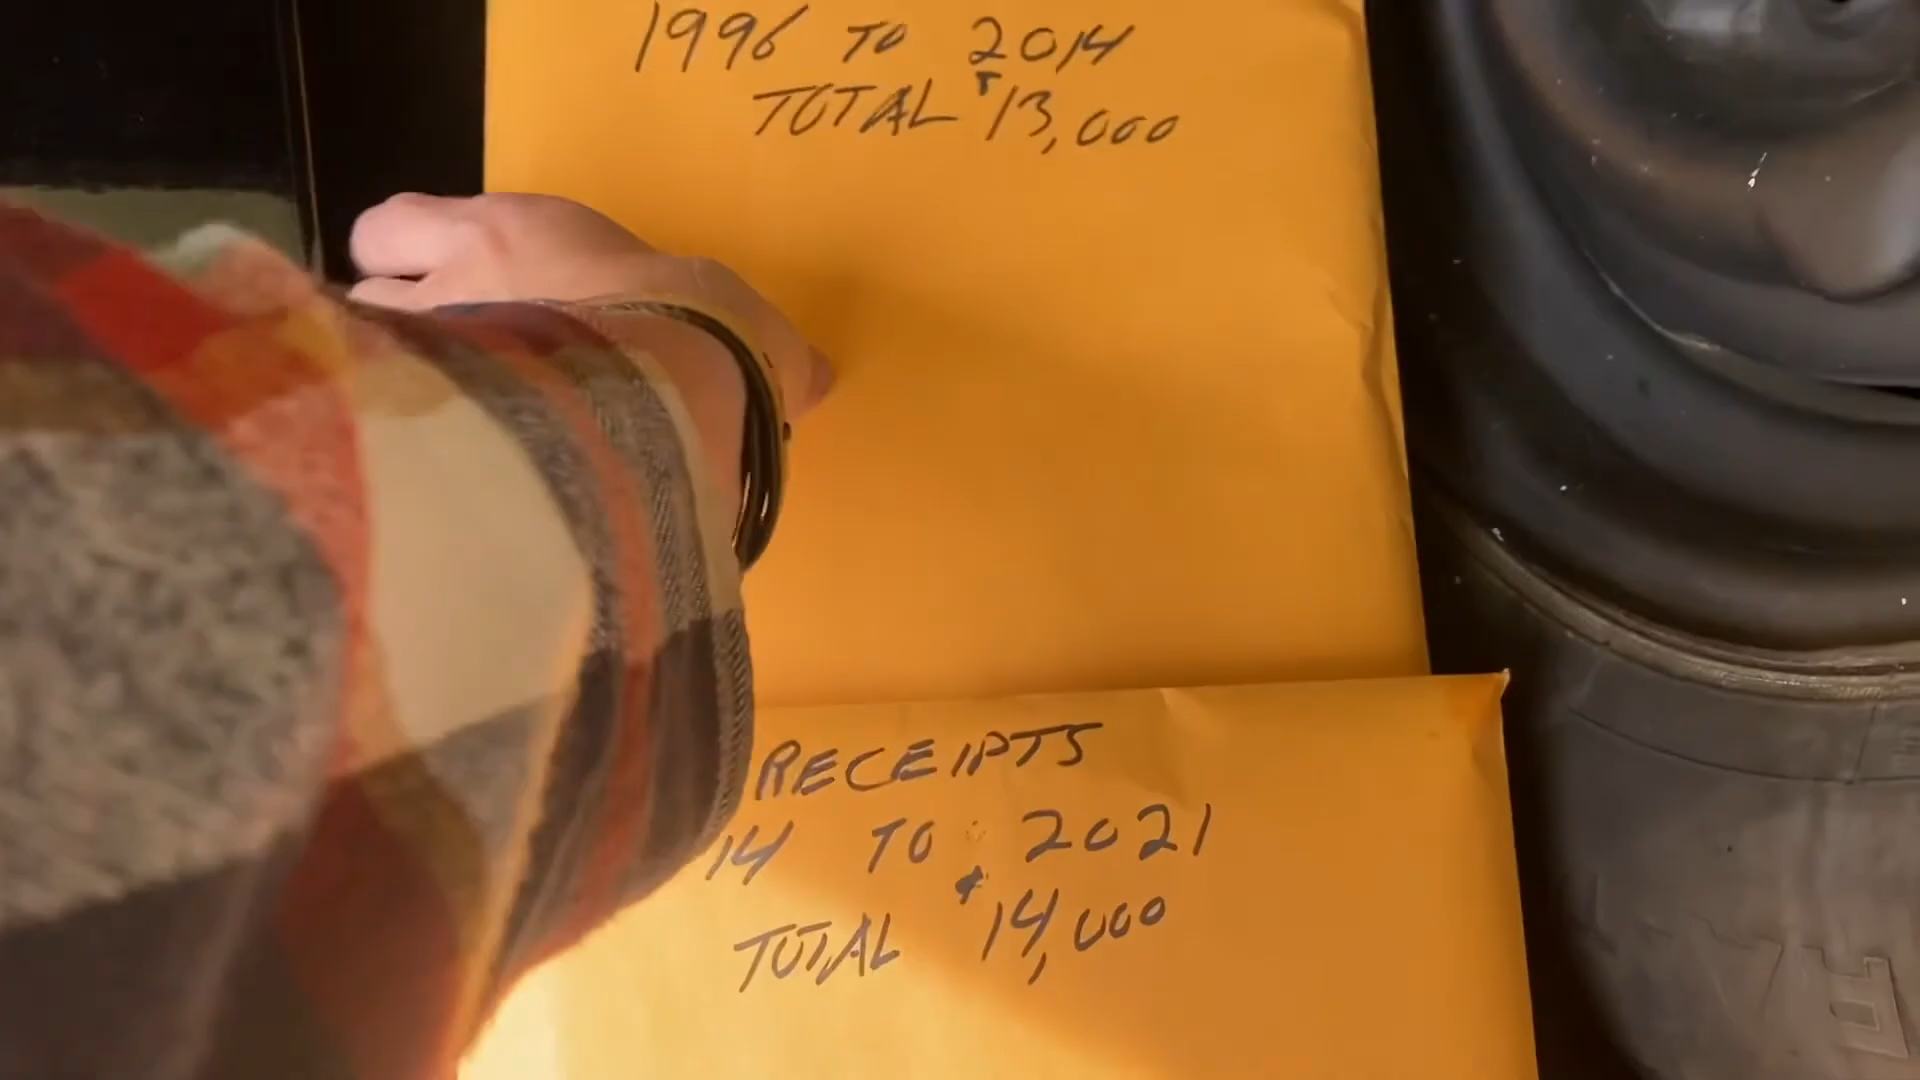 1996 TO 2014
TOTAL $13,000
RECEIPTS
14 TO 2021
TOTAL $14,000